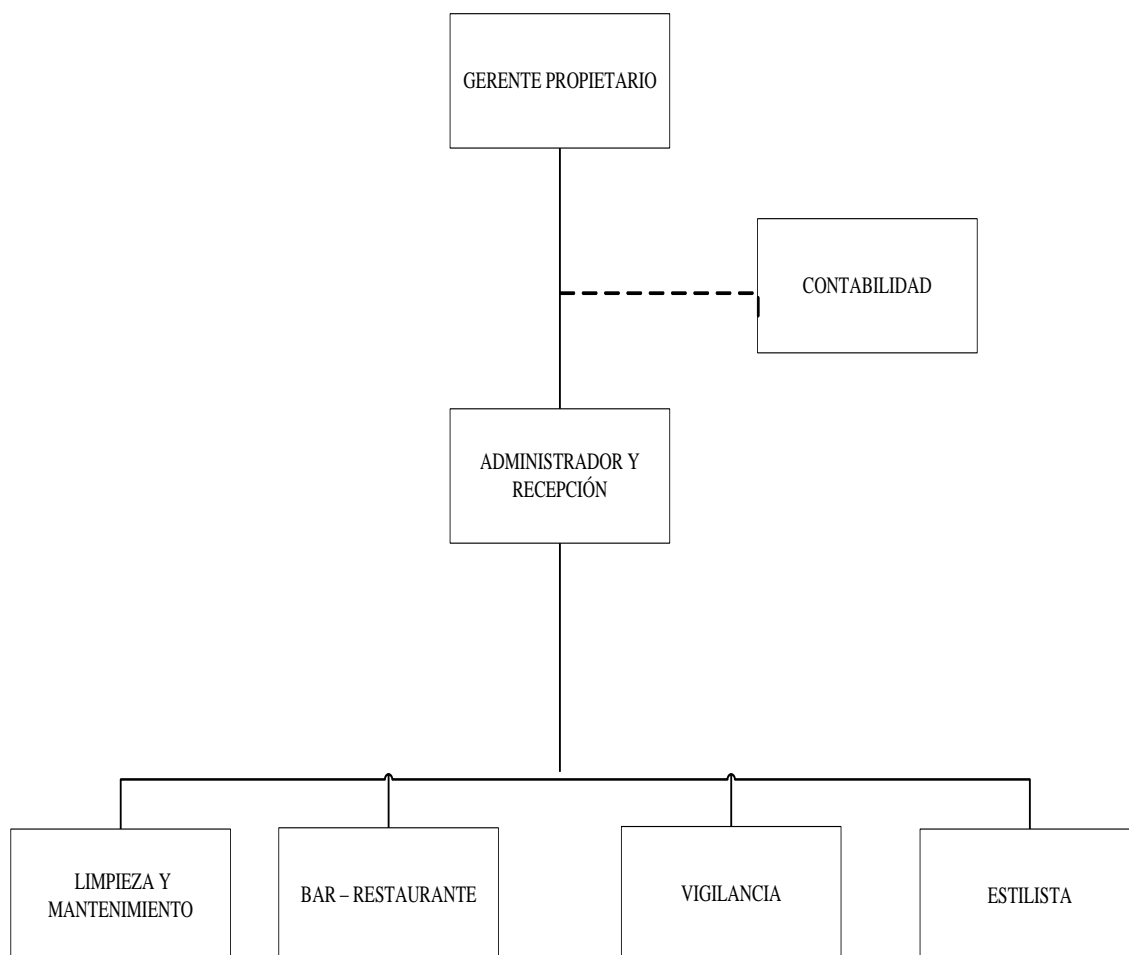 GERENTE PROPIETARIO
CONTABILIDAD
ADMINISTRADOR Y
RECEPCIÓN
LIMPIEZA Y
MANTENIMIENTO
BAR – RESTAURANTE
VIGILANCIA
ESTILISTA